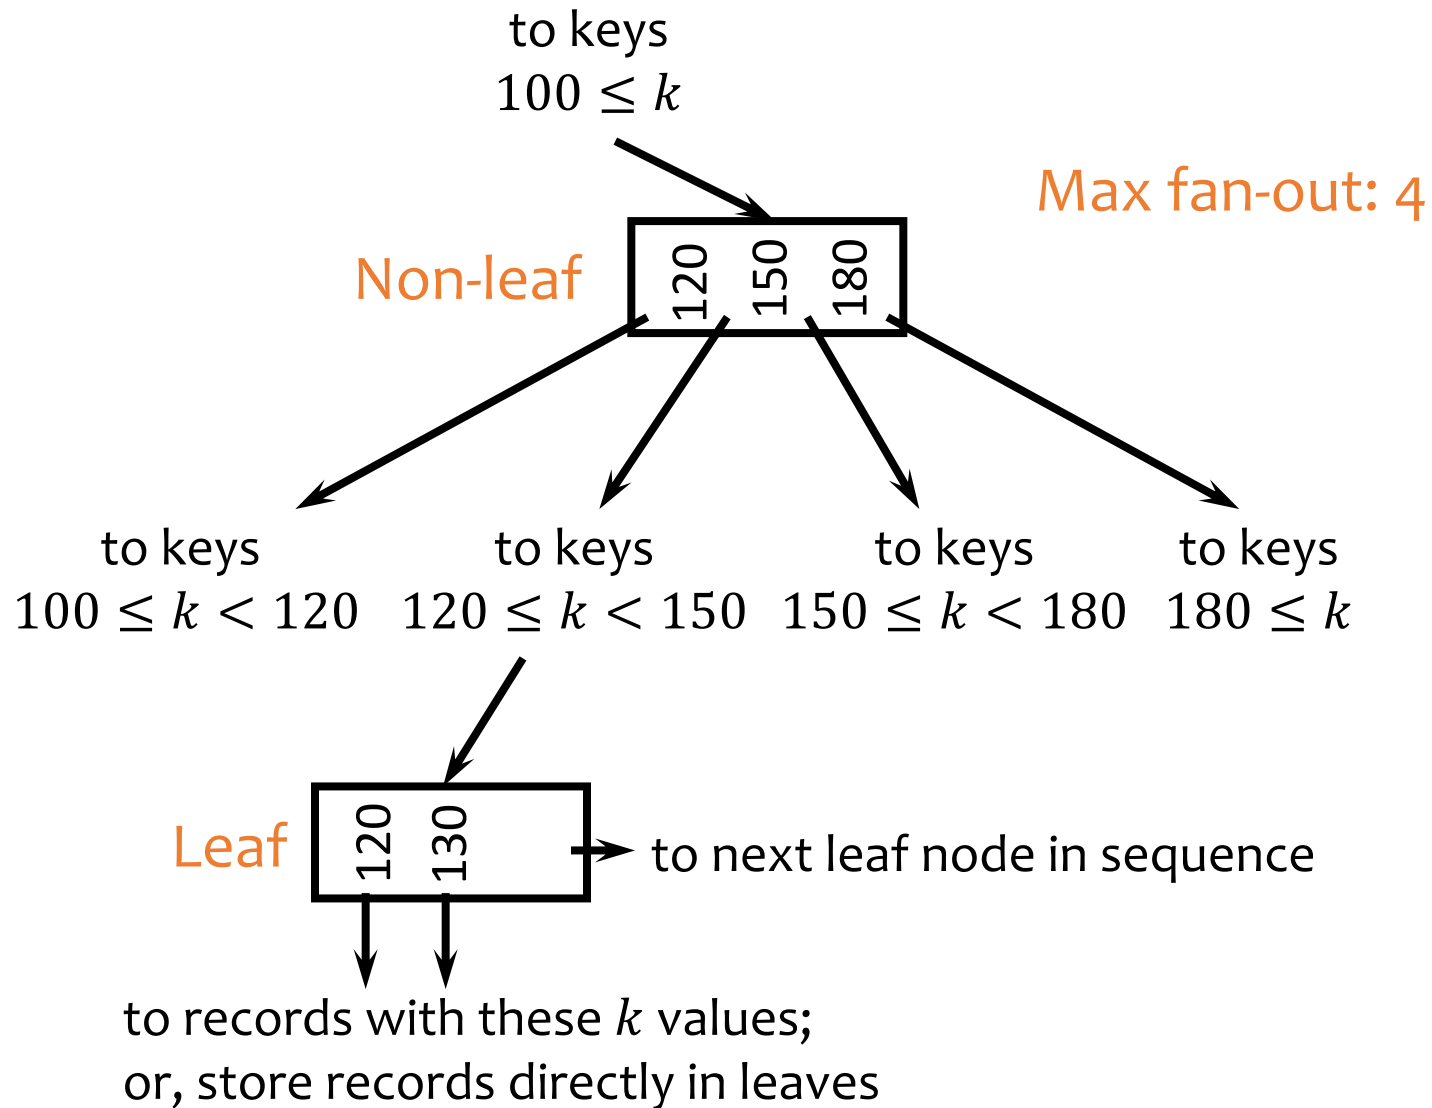 to keys
100 ≤ k
Max fan-out: 4
Non-leaf
120
150
180
to keys
100 ≤ k < 120
to keys
120 ≤ k < 150
to keys
150 ≤ k < 180
to keys
180 ≤ k
Leaf
120
130
to next leaf node in sequence
to records with these k values;
or, store records directly in leaves